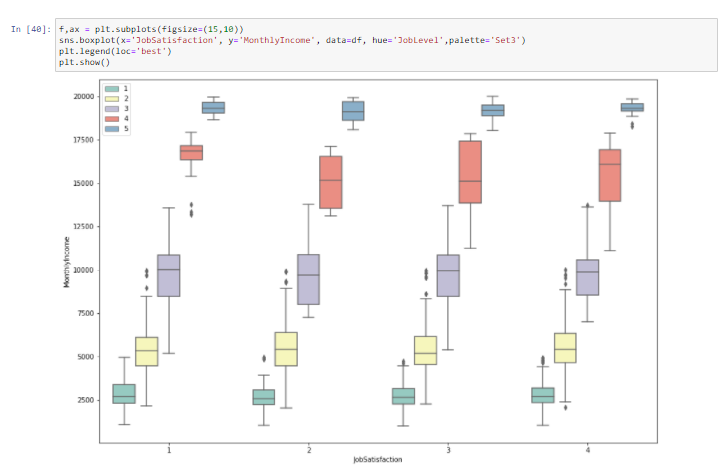 In [40]: f,ax = plt.subplots(figsize=(15,10))
sns.boxplot(x='JobSatisfaction', y='MonthlyIncome', data=df, hue='JobLevel',palette='Set3')
plt.legend(loc='best')
plt.show()
1
2
3
4
5
20000
17500
15000
12500
10000
7500
5000
2500
MonthlyIncome
1 2 3 4
JobSatisfaction